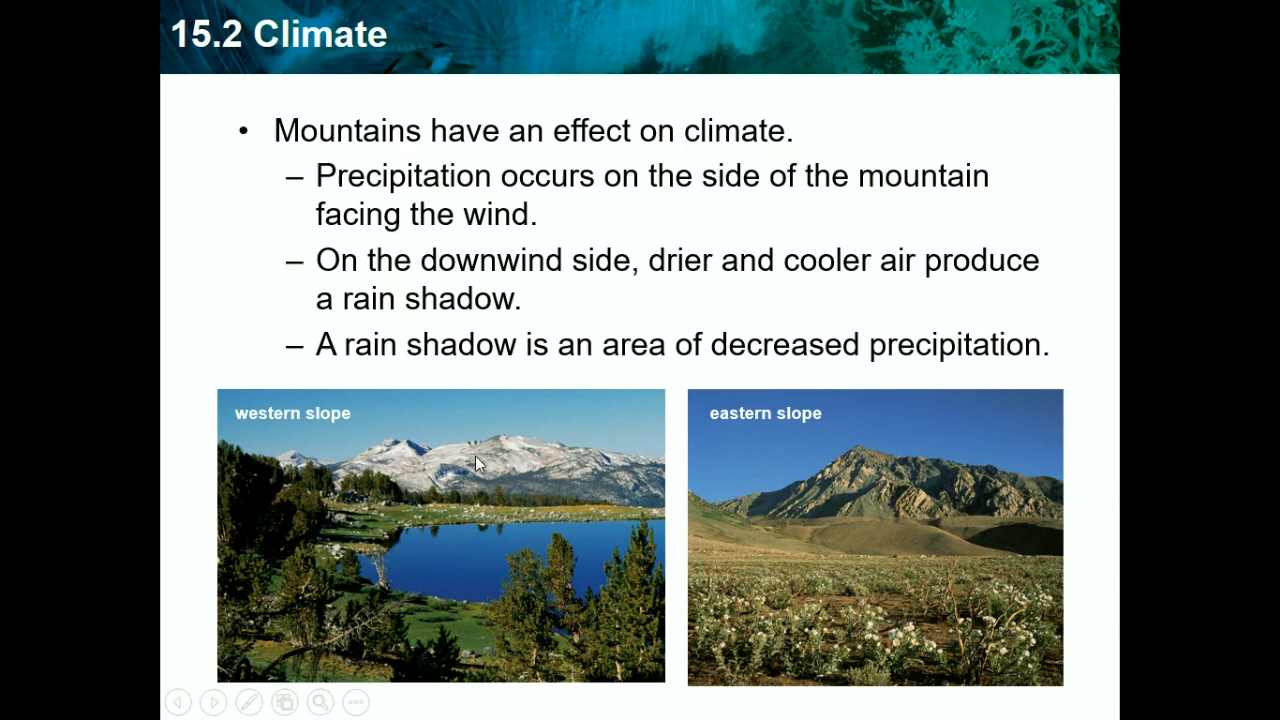 15.2 Climate
• Mountains have an effect on climate.
– Precipitation occurs on the side of the mountain
facing the wind.
– On the downwind side, drier and cooler air produce
a rain shadow.
– A rain shadow is an area of decreased precipitation.
western slope
eastern slope